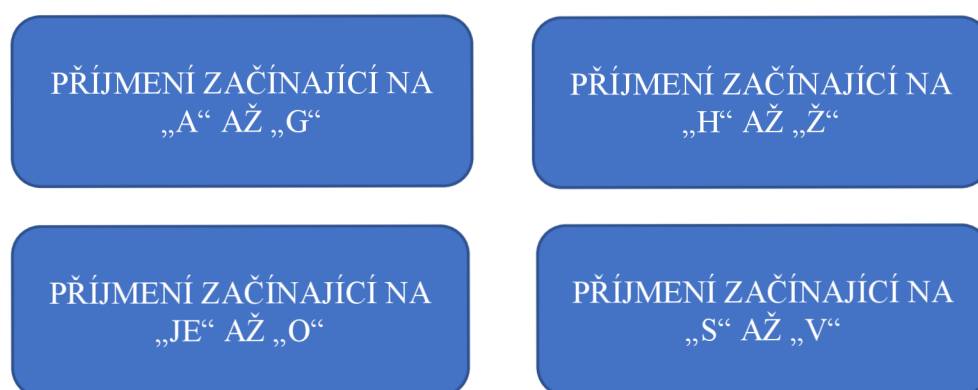 PŘÍJMENÍ ZAČÍNAJÍCÍ NA
„A“ AŽ „G“
PŘÍJMENÍ ZAČÍNAJÍCÍ NA
„H“ AŽ „Ž“
PŘÍJMENÍ ZAČÍNAJÍCÍ NA
„JE“ AŽ „O“
PŘÍJMENÍ ZAČÍNAJÍCÍ NA
„S“ AŽ „V“